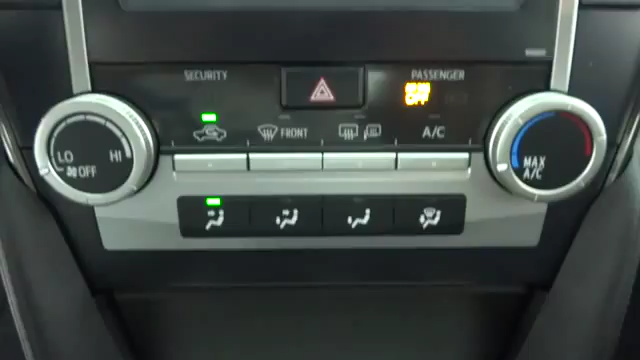 SECURITY
PASSENGER
OFF
FRONT
A/C
LO
HI
OFF
MAX
A/C